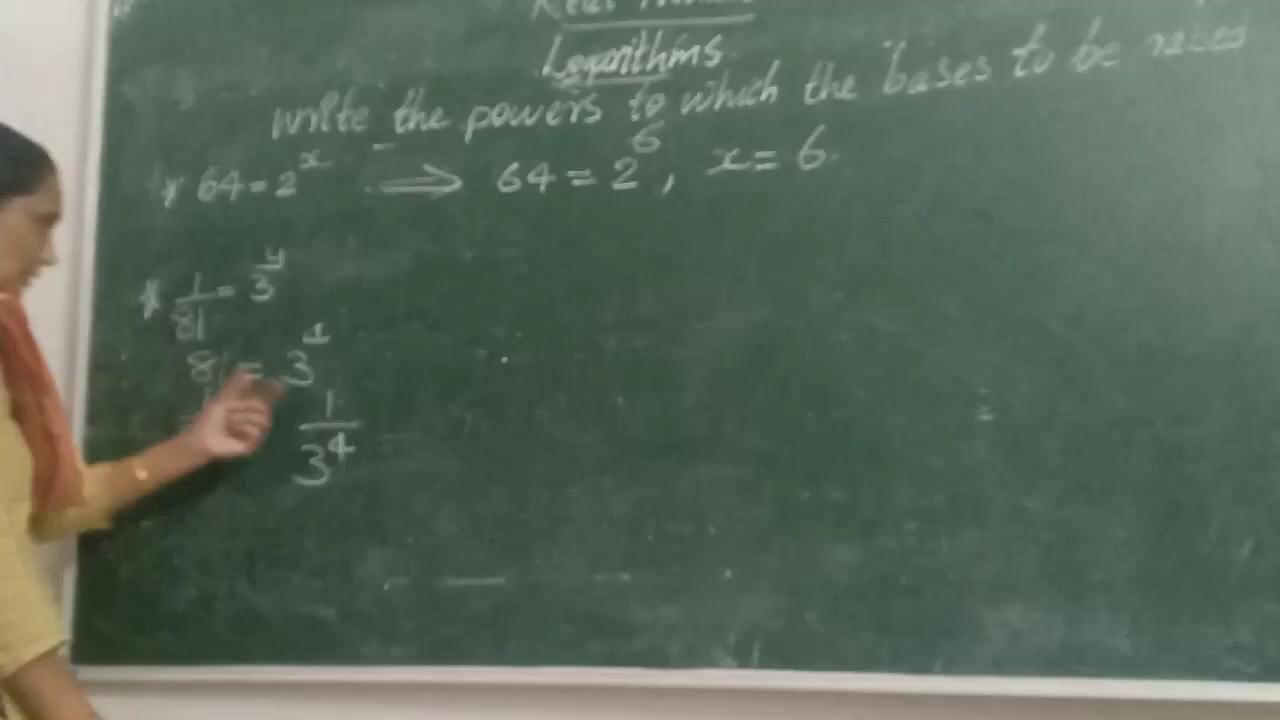 Logarithms
write the powers to which the bases to be raised
* 64 = 2^x ⟹ 64 = 2^6, x = 6.
* 1/81 = 3^y
81 = 3^4
1/3^4